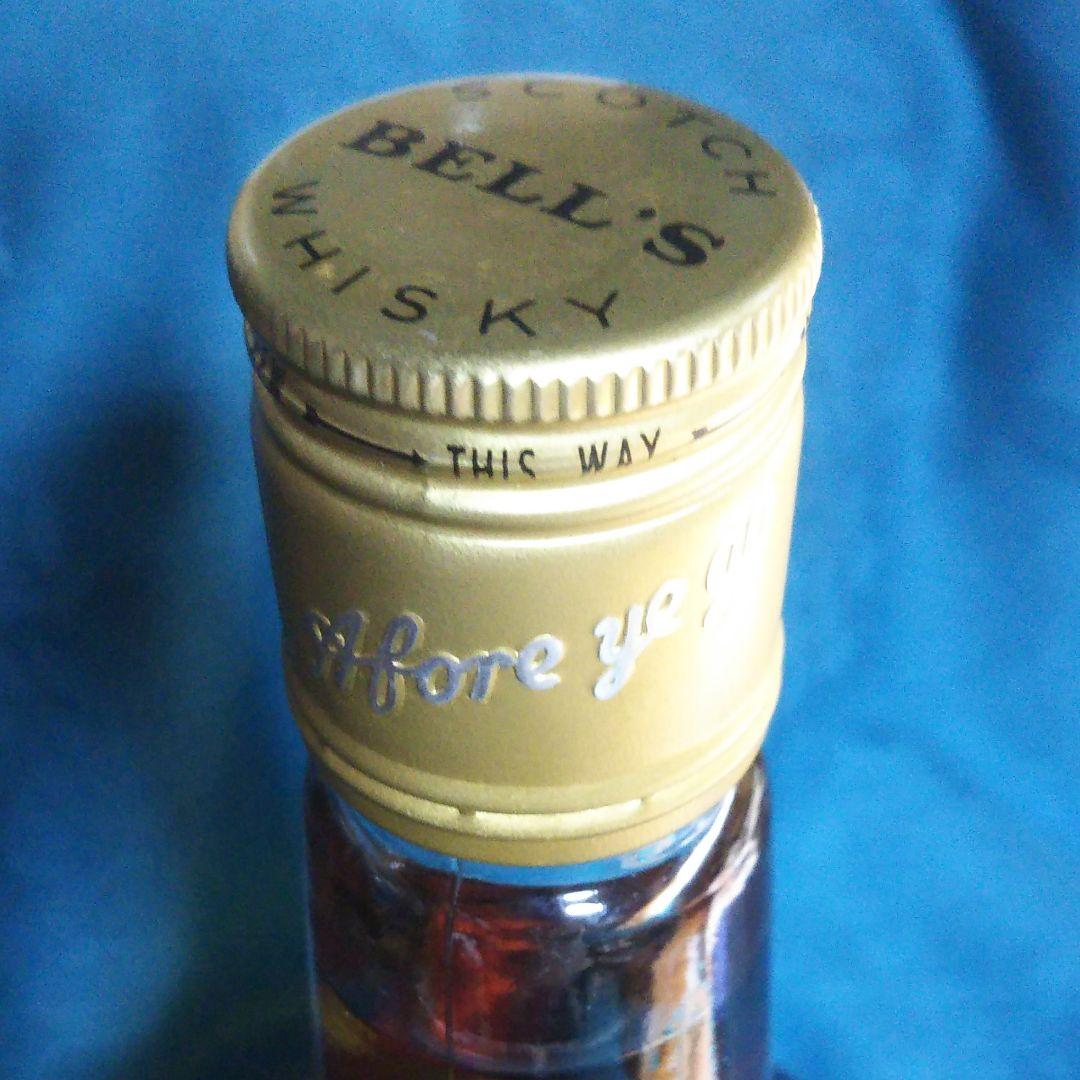 SCOTCH
BELL'S
WHISKY
THIS WAY
Afore ye